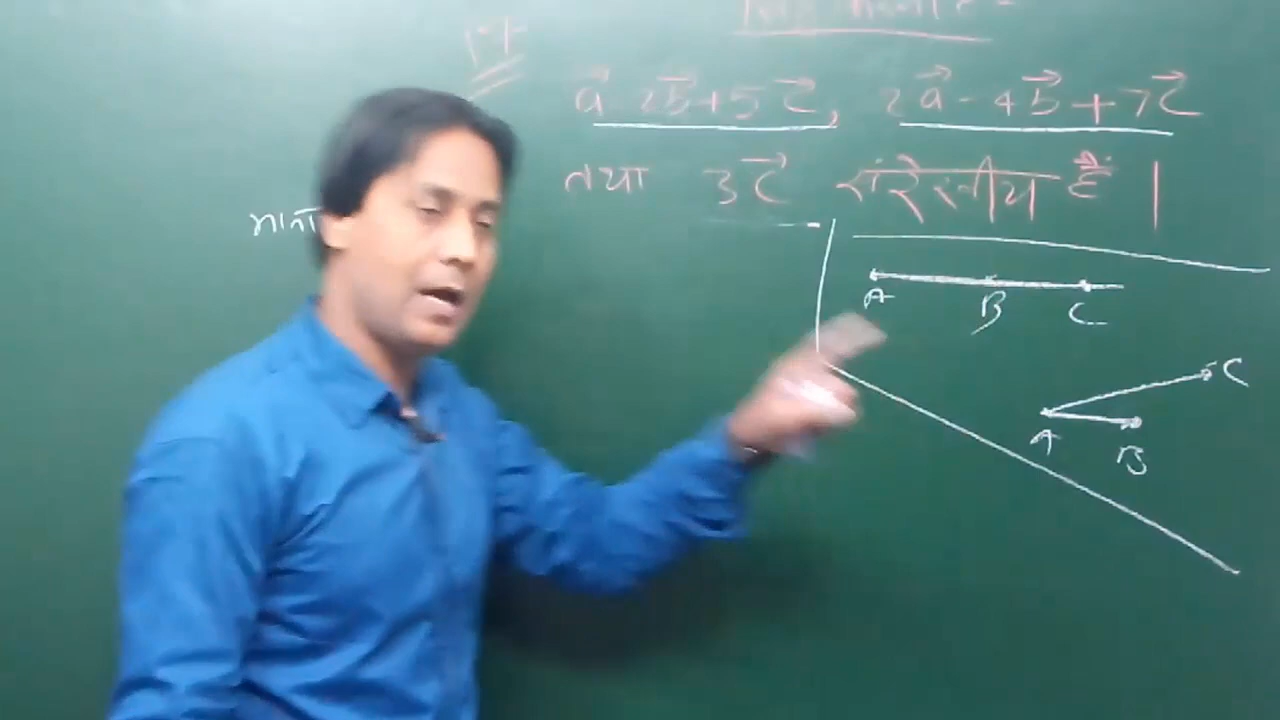 a⃗ - 2b⃗ + 5c⃗, 2a⃗ - 4b⃗ + 7c⃗
तथा 3c⃗ संरेखीय हैं।
माना
A B C
C
A B